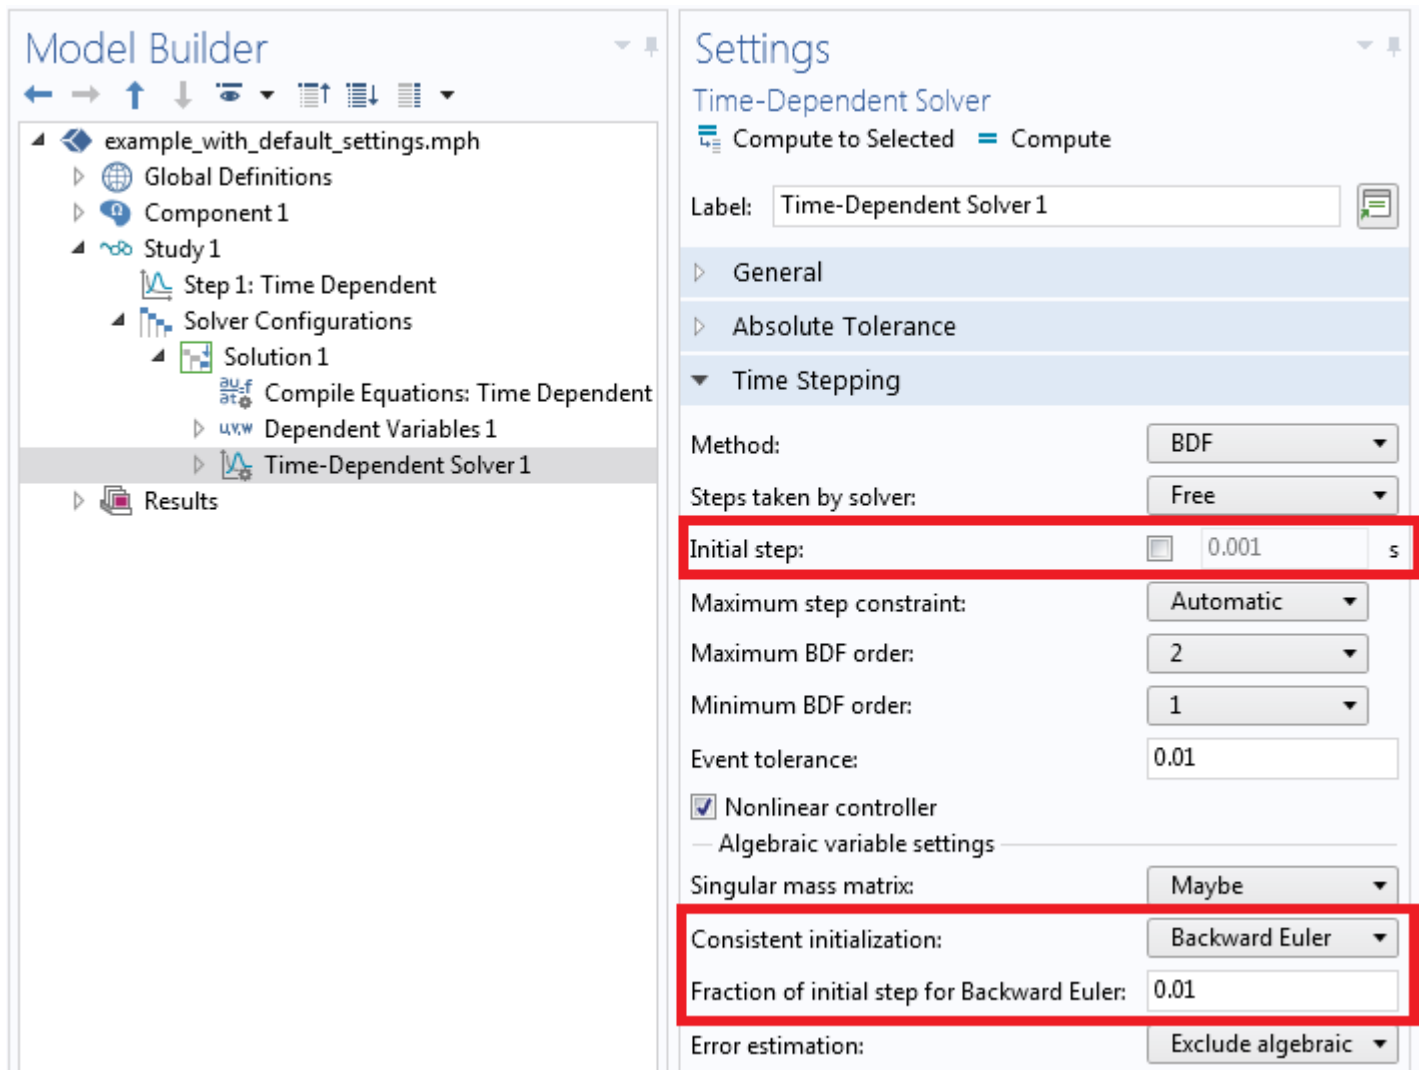 Model Builder
example_with_default_settings.mph
Global Definitions
Component 1
Study 1
Step 1: Time Dependent
Solver Configurations
Solution 1
Compile Equations: Time Dependent
Dependent Variables 1
Time-Dependent Solver 1
Results
Settings
Time-Dependent Solver
Compute to Selected = Compute
Label: Time-Dependent Solver 1
General
Absolute Tolerance
Time Stepping
Method: BDF
Steps taken by solver: Free
Initial step: 0.001 s
Maximum step constraint: Automatic
Maximum BDF order: 2
Minimum BDF order: 1
Event tolerance: 0.01
Nonlinear controller
Algebraic variable settings
Singular mass matrix: Maybe
Consistent initialization: Backward Euler
Fraction of initial step for Backward Euler: 0.01
Error estimation: Exclude algebraic